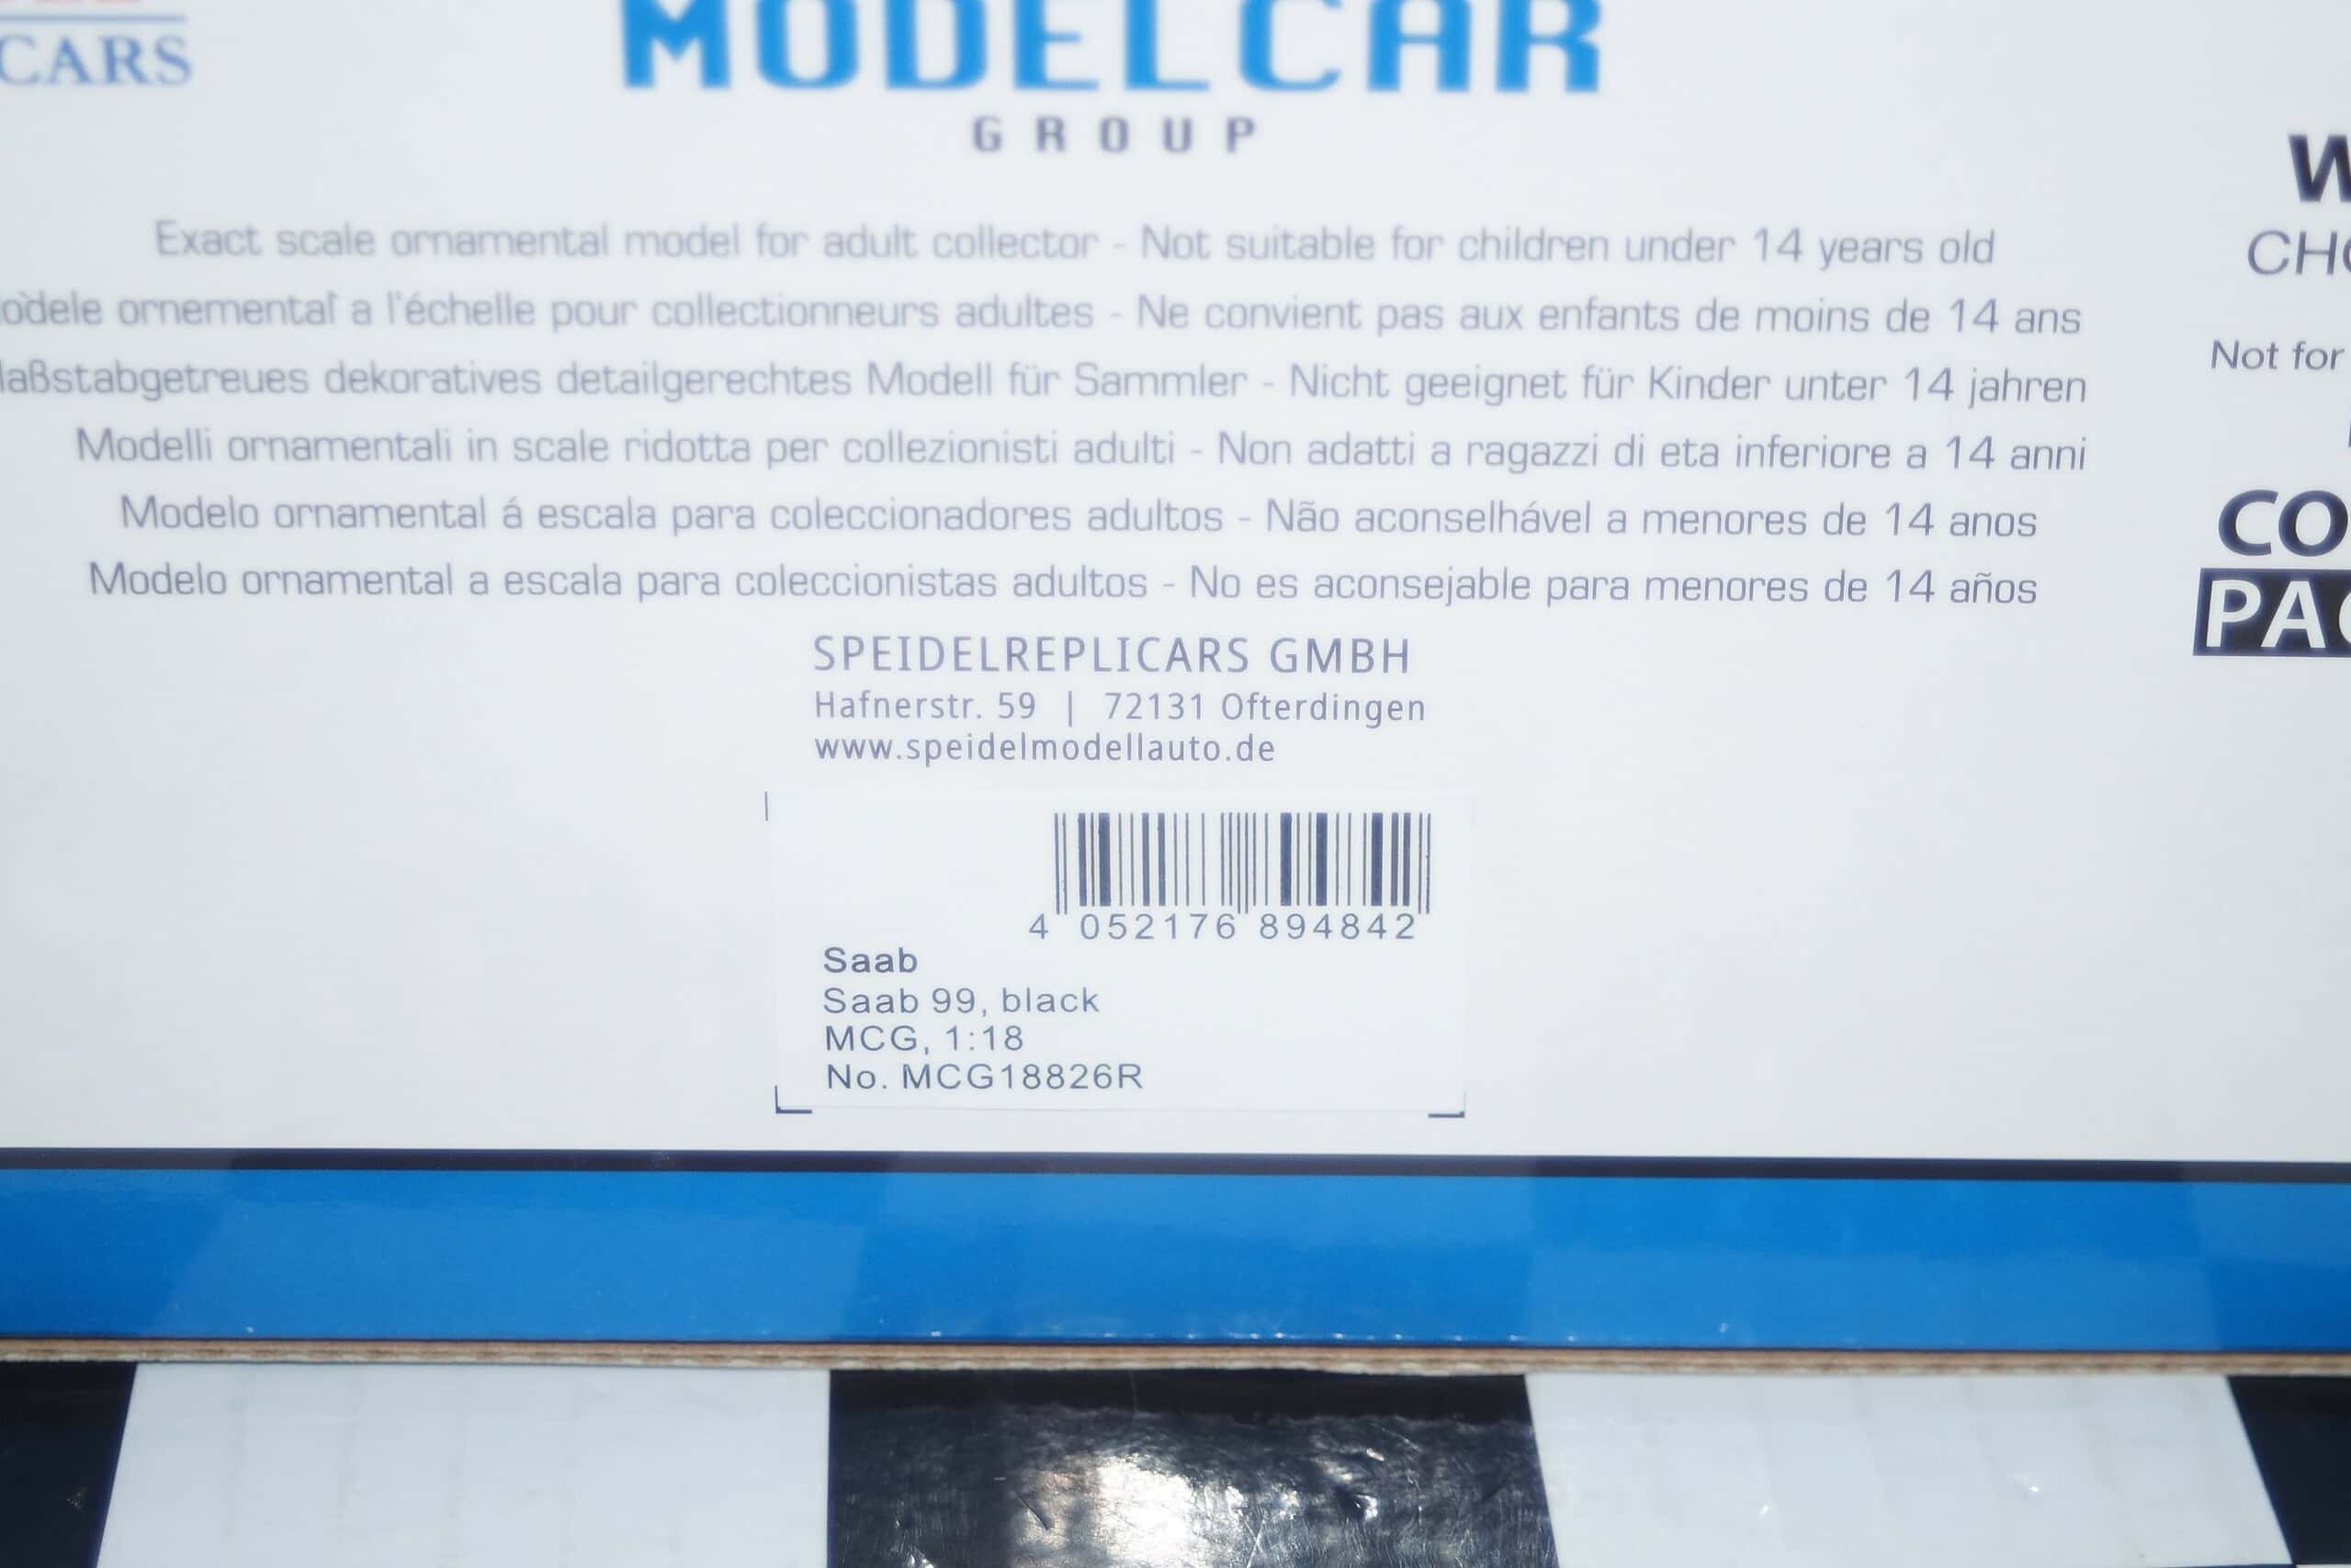 CARS
MODELCAR
GROUP
Exact scale ornamental model for adult collector - Not suitable for children under 14 years old
odele ornemental a l'échelle pour collectionneurs adultes - Ne convient pas aux enfants de moins de 14 ans
aßstabgetreues dekoratives detailgerechtes Modell für Sammler - Nicht geeignet für Kinder unter 14 jahren
Modelli ornamentali in scale ridotta per collezionisti adulti - Non adatti a ragazzi di eta inferiore a 14 anni
Modelo ornamental á escala para coleccionadores adultos - Não aconselhável a menores de 14 anos
Modelo ornamental a escala para coleccionistas adultos - No es aconsejable para menores de 14 años
SPEIDELREPLICARS GMBH
Hafnerstr. 59 | 72131 Ofterdingen
www.speidelmodellauto.de
4 052176 894842
Saab
Saab 99, black
MCG, 1:18
No. MCG18826R
W
CHO
Not for
CO
PAC